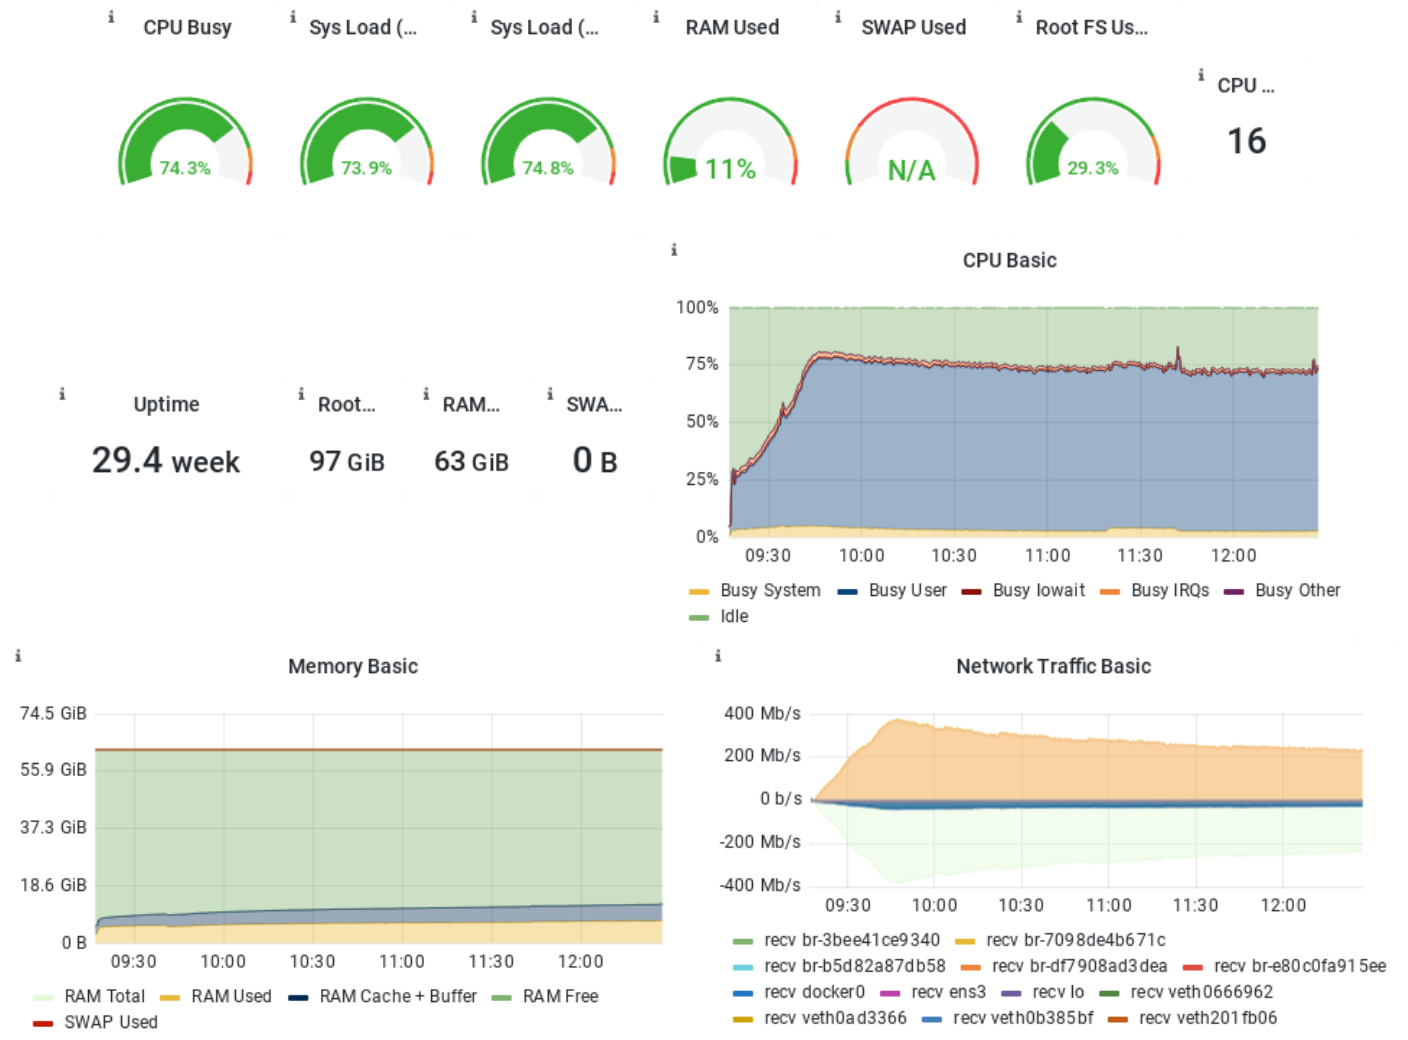 CPU Busy
Sys Load (...
Sys Load (...
RAM Used
SWAP Used
Root FS Us...
CPU ...
74.3%
73.9%
74.8%
11%
N/A
29.3%
16
Uptime
Root...
RAM...
SWA...
29.4 week
97 GiB
63 GiB
0 B
CPU Basic
100%
75%
50%
25%
0%
09:30 10:00 10:30 11:00 11:30 12:00
Busy System Busy User Busy Iowait Busy IRQs Busy Other
Idle
Memory Basic
74.5 GiB
55.9 GiB
37.3 GiB
18.6 GiB
0 B
09:30 10:00 10:30 11:00 11:30 12:00
RAM Total RAM Used RAM Cache + Buffer RAM Free
SWAP Used
Network Traffic Basic
400 Mb/s
200 Mb/s
0 b/s
-200 Mb/s
-400 Mb/s
09:30 10:00 10:30 11:00 11:30 12:00
recv br-3bee41ce9340 recv br-7098de4b671c
recv br-b5d82a87db58 recv br-df7908ad3dea recv br-e80c0fa915ee
recv docker0 recv ens3 recv lo recv veth0666962
recv veth0ad3366 recv veth0b385bf recv veth201fb06